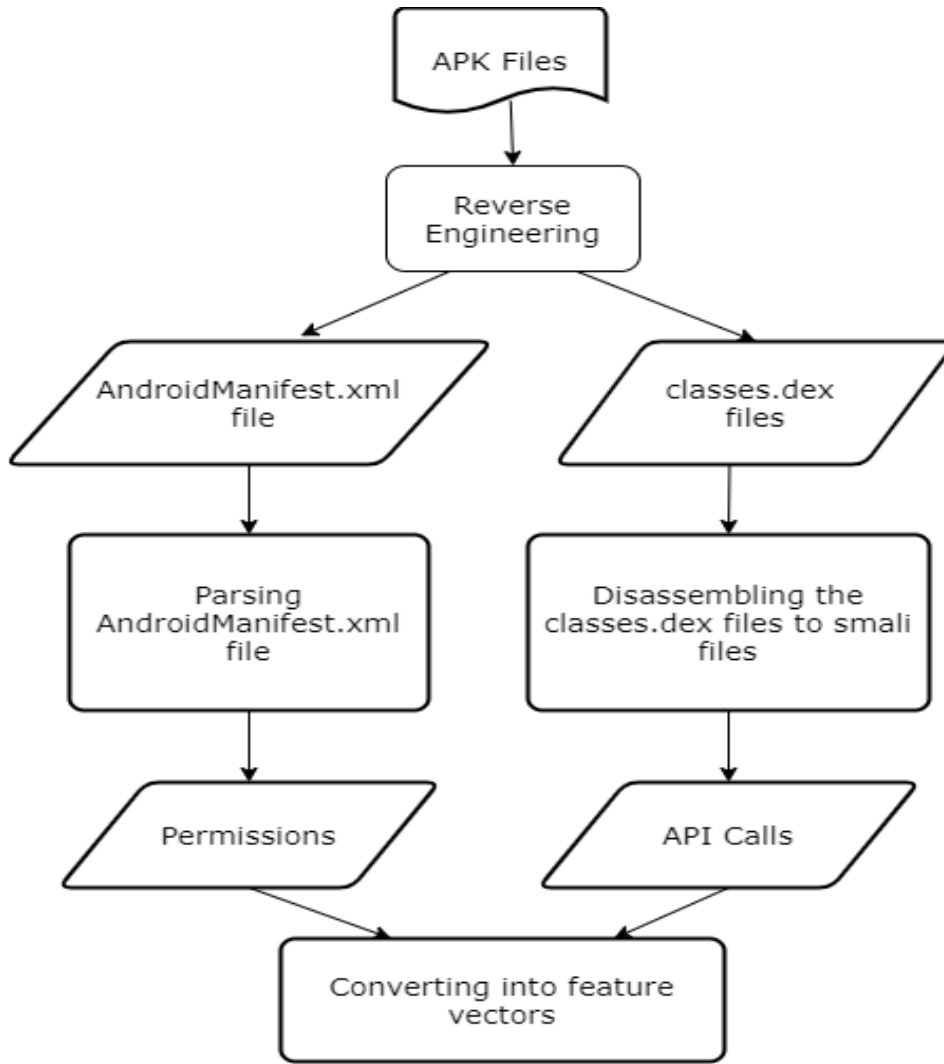 APK Files
Reverse
Engineering
AndroidManifest.xml
file
classes.dex
files
Parsing
AndroidManifest.xml
file
Disassembling the
classes.dex files to smali
files
Permissions
API Calls
Converting into feature
vectors